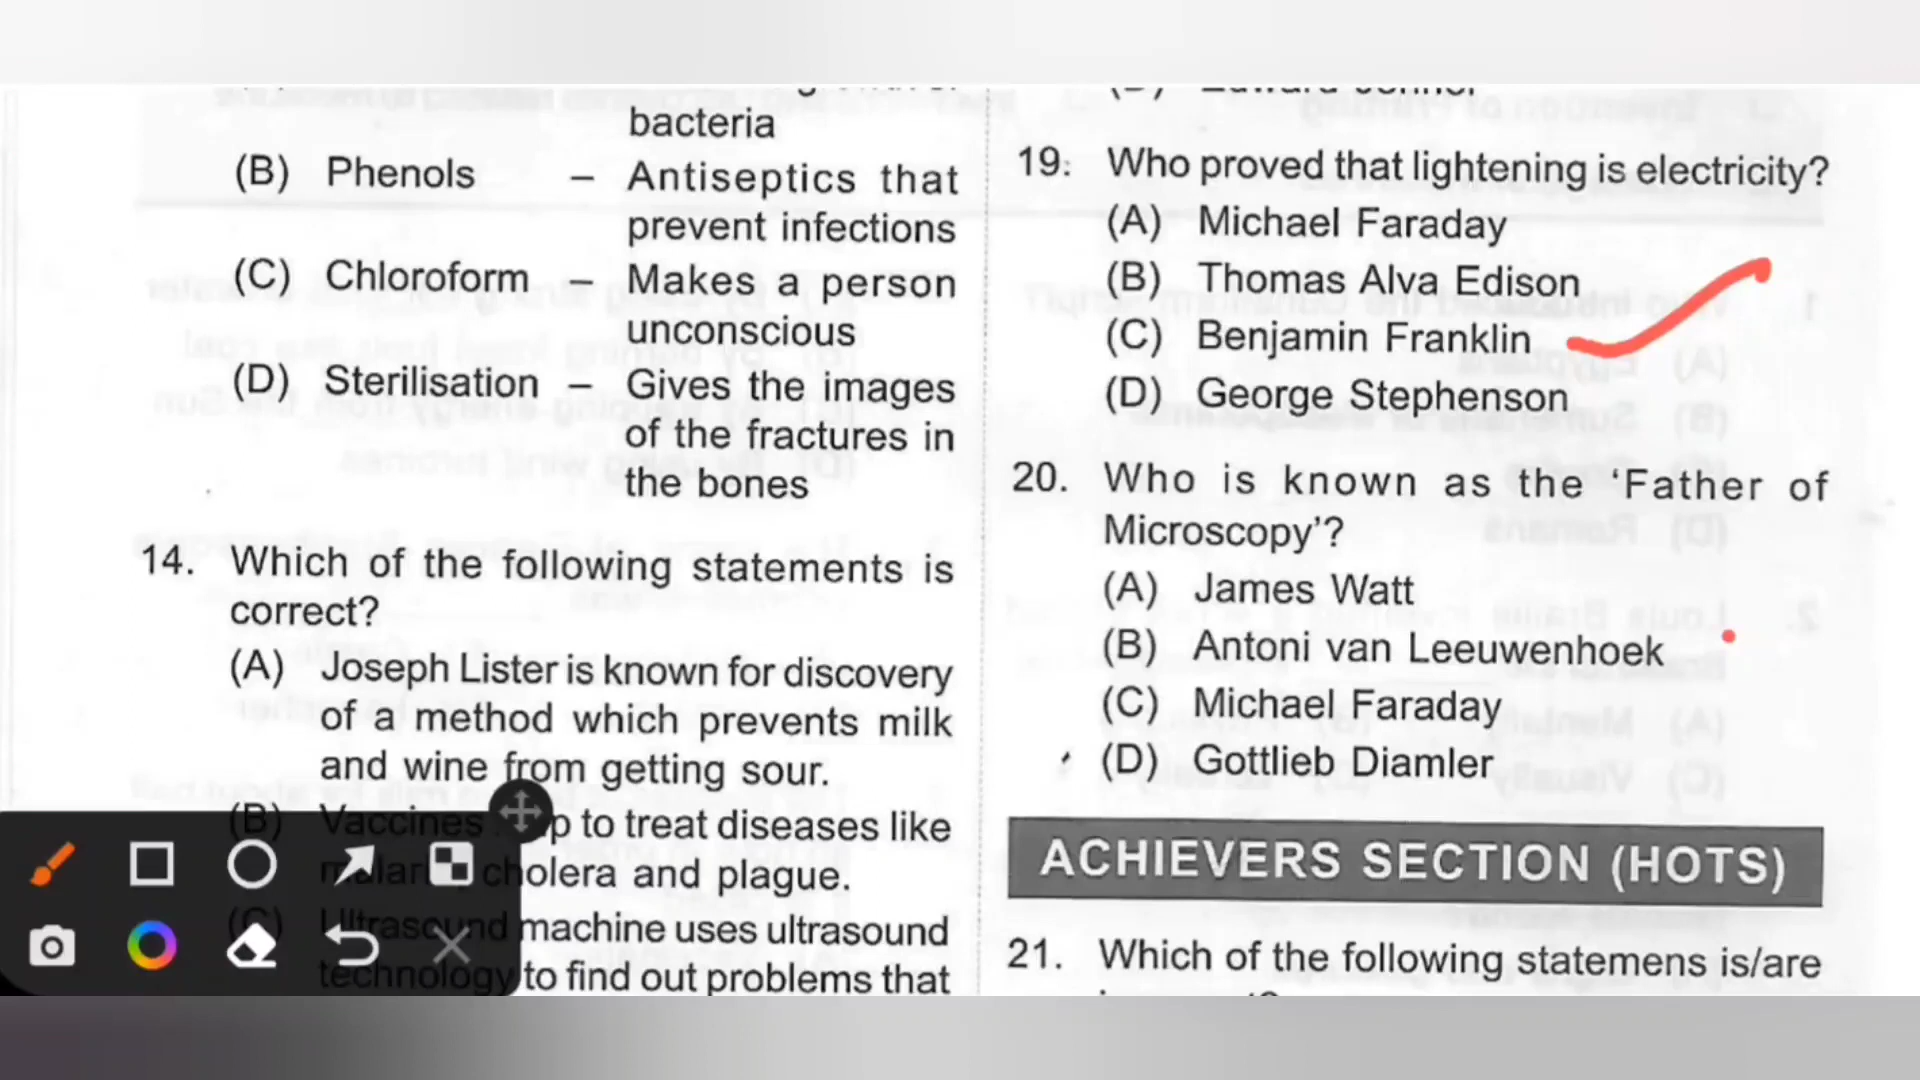 bacteria
(B) Phenols – Antiseptics that
prevent infections
(C) Chloroform – Makes a person
unconscious
(D) Sterilisation – Gives the images
of the fractures in
the bones
14. Which of the following statements is
correct?
(A) Joseph Lister is known for discovery
of a method which prevents milk
and wine from getting sour.
(B) Vaccines to treat diseases like
cholera and plague.
(C) Ultrasound machine uses ultrasound
technology to find out problems that
19. Who proved that lightening is electricity?
(A) Michael Faraday
(B) Thomas Alva Edison
(C) Benjamin Franklin
(D) George Stephenson
20. Who is known as the ‘Father of
Microscopy’?
(A) James Watt
(B) Antoni van Leeuwenhoek
(C) Michael Faraday
(D) Gottlieb Diamler
ACHIEVERS SECTION (HOTS)
21. Which of the following statemens is/are